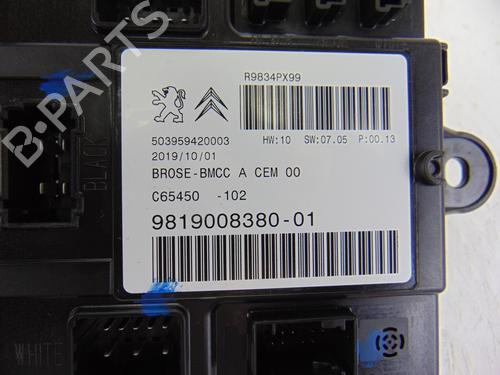 R9834PX99
503959420003 HW:10 SW:07.05 P:00.13
2019/10/01
BROSE-BMCC A CEM 00
C65450 -102
9819008380-01
BLACK
WHITE
B-PARTS